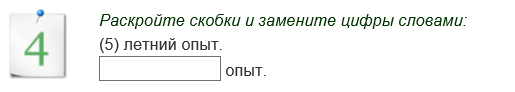 4
Раскройте скобки и замените цифры словами:
(5) летний опыт.
опыт.